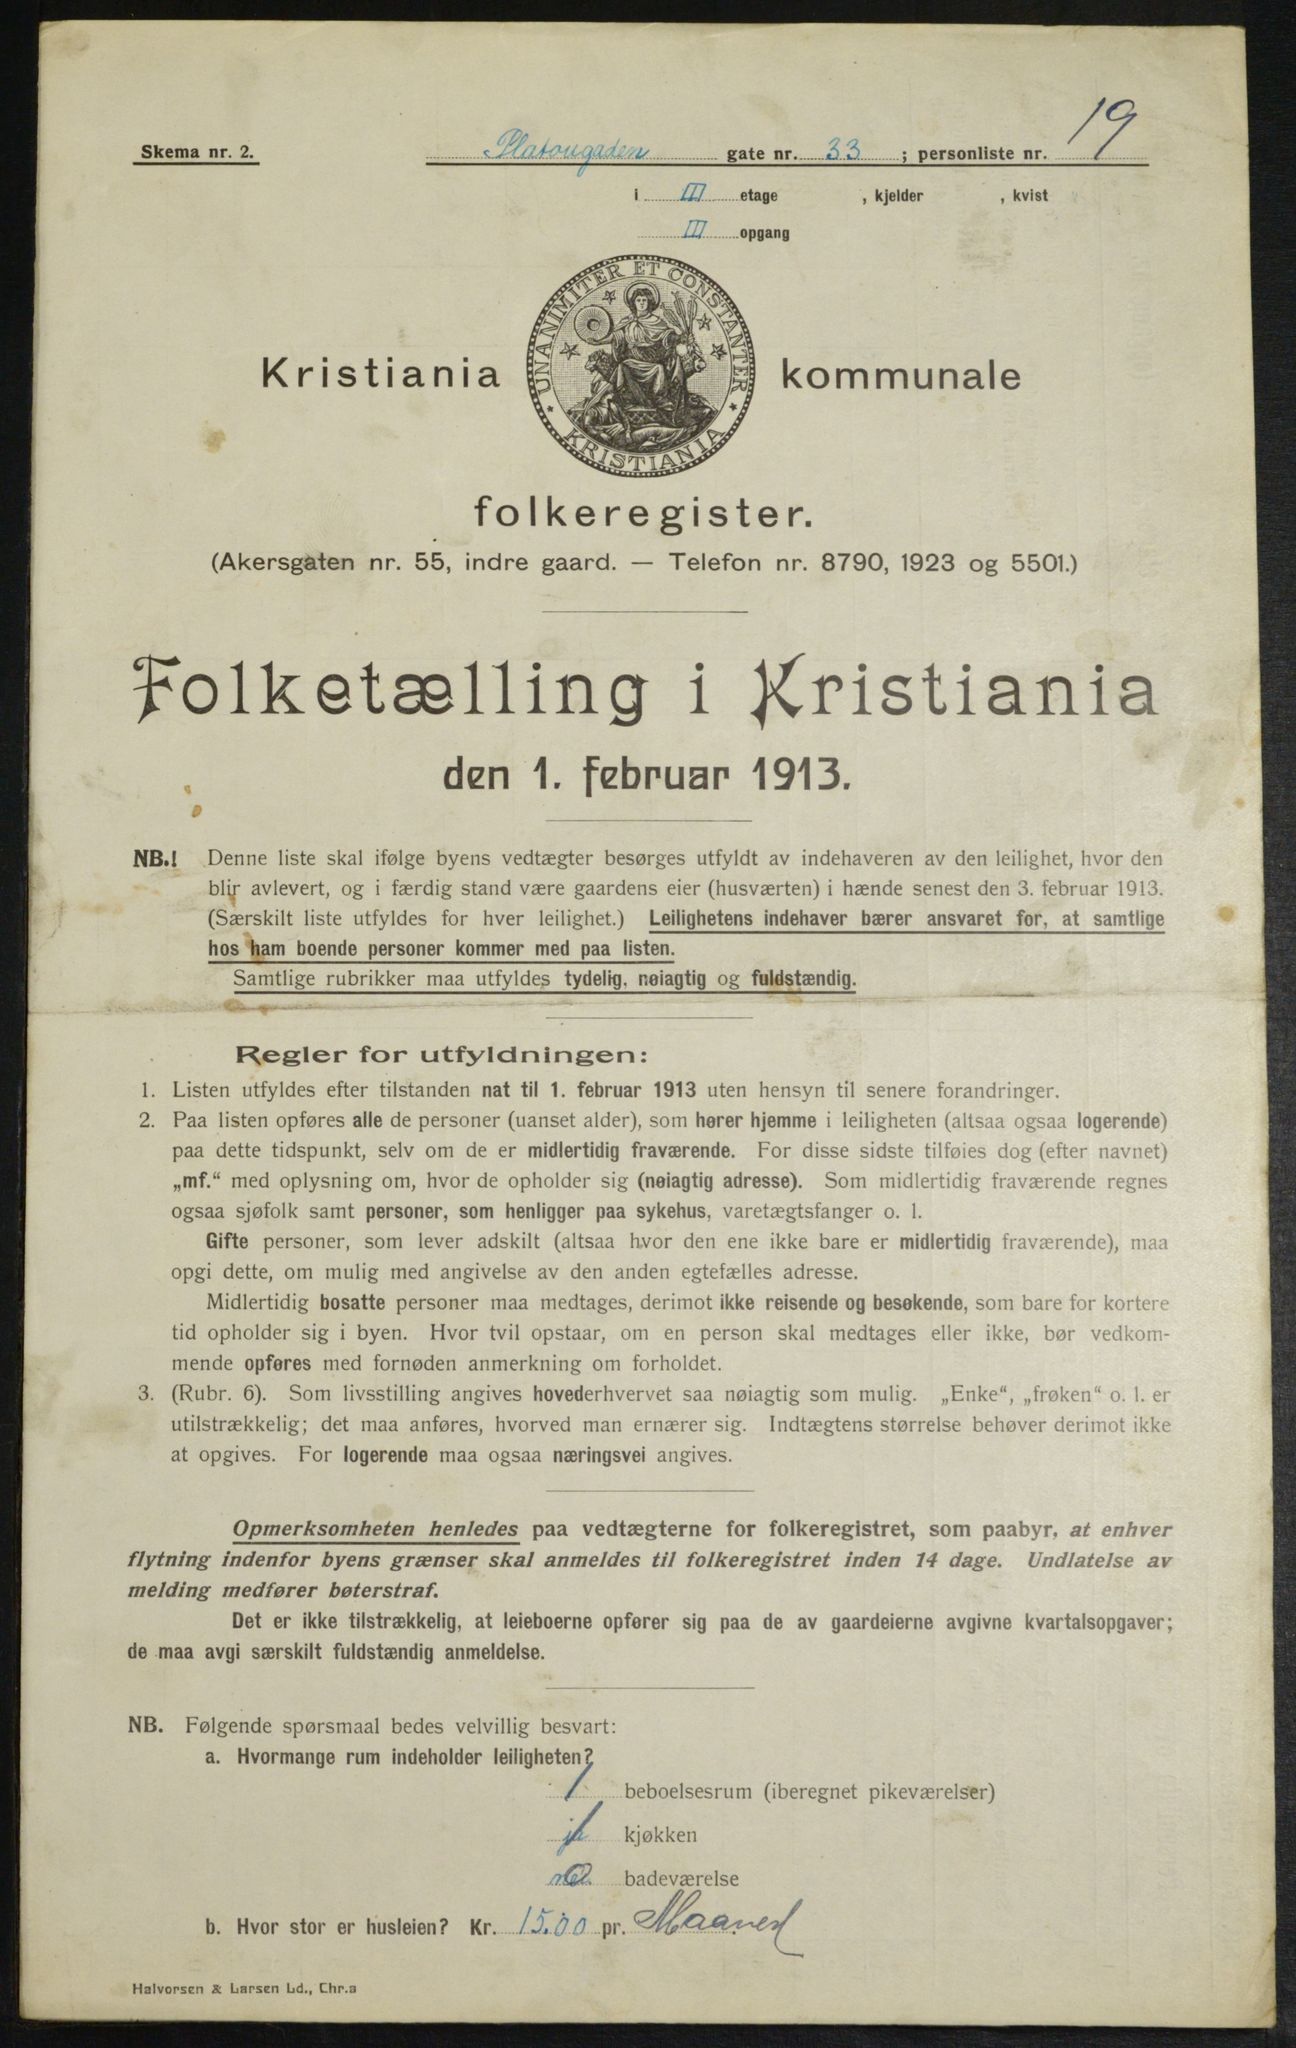 Skema nr. 2.
Platougaden gate nr. 33 ; personliste nr. 19
i III etage , kjelder , kvist
III opgang
UNANIMITER ET CONSTANTER
KRISTIANIA
Kristiania kommunale
folkeregister.
(Akersgaten nr. 55, indre gaard. — Telefon nr. 8790, 1923 og 5501.)
Folketælling i Kristiania
den 1. februar 1913.
NB.! Denne liste skal ifølge byens vedtægter besørges utfyldt av indehaveren av den leilighet, hvor den
blir avlevert, og i færdig stand være gaardens eier (husværten) i hænde senest den 3. februar 1913.
(Særskilt liste utfyldes for hver leilighet.) Leilighetens indehaver bærer ansvaret for, at samtlige
hos ham boende personer kommer med paa listen.
Samtlige rubrikker maa utfyldes tydelig, nøiagtig og fuldstændig.
Regler for utfyldningen:
1. Listen utfyldes efter tilstanden nat til 1. februar 1913 uten hensyn til senere forandringer.
2. Paa listen opføres alle de personer (uanset alder), som hører hjemme i leiligheten (altsaa ogsaa logerende)
paa dette tidspunkt, selv om de er midlertidig fraværende. For disse sidste tilføies dog (efter navnet)
„mf.“ med oplysning om, hvor de opholder sig (nøiagtig adresse). Som midlertidig fraværende regnes
ogsaa sjøfolk samt personer, som henligger paa sykehus, varetægtsfanger o. l.
Gifte personer, som lever adskilt (altsaa hvor den ene ikke bare er midlertidig fraværende), maa
opgi dette, om mulig med angivelse av den anden egtefælles adresse.
Midlertidig bosatte personer maa medtages, derimot ikke reisende og besøkende, som bare for kortere
tid opholder sig i byen. Hvor tvil opstaar, om en person skal medtages eller ikke, bør vedkom-
mende opføres med fornøden anmerkning om forholdet.
3. (Rubr. 6). Som livsstilling angives hovederhvervet saa nøiagtig som mulig. „Enke“, „frøken“ o. l. er
utilstrækkelig; det maa anføres, hvorved man ernærer sig. Indtægtens størrelse behøver derimot ikke
at opgives. For logerende maa ogsaa næringsvei angives.
Opmerksomheten henledes paa vedtægterne for folkeregistret, som paabyr, at enhver
flytning indenfor byens grænser skal anmeldes til folkeregistret inden 14 dage. Undlatelse av
melding medfører bøterstraf.
Det er ikke tilstrækkelig, at leieboerne opfører sig paa de av gaardeierne avgivne kvartalsopgaver;
de maa avgi særskilt fuldstændig anmeldelse.
NB. Følgende spørsmaal bedes velvillig besvart:
a. Hvormange rum indeholder leiligheten?
1 beboelsesrum (iberegnet pikeværelser)
1 kjøkken
0 badeværelse
b. Hvor stor er husleien? Kr. 15.00 pr. Maaned
Halvorsen & Larsen Ld., Chr.a